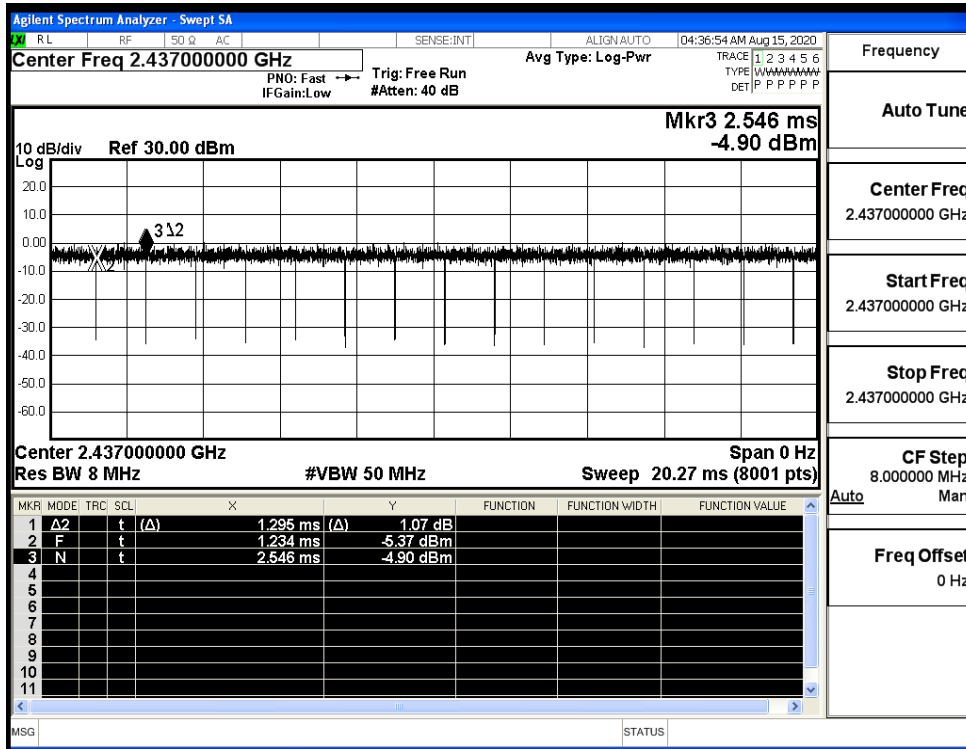 Agilent Spectrum Analyzer - Swept SA
LXI RL RF 50 Ω AC SENSE:INT ALIGN AUTO 04:36:54 AM Aug 15, 2020
Center Freq 2.437000000 GHz
PNO: Fast
IFGain:Low
Trig: Free Run
#Atten: 40 dB
Avg Type: Log-Pwr
TRACE 1 2 3 4 5 6
TYPE WWWWWW
DET P P P P P P
Mkr3 2.546 ms
-4.90 dBm
10 dB/div Ref 30.00 dBm
Log
20.0
10.0
0.00
-10.0
-20.0
-30.0
-40.0
-50.0
-60.0
3 1Δ2
2
Center 2.437000000 GHz Span 0 Hz
Res BW 8 MHz #VBW 50 MHz Sweep 20.27 ms (8001 pts)
MKR MODE TRC SCL X Y FUNCTION FUNCTION WIDTH FUNCTION VALUE
1 Δ2 t (Δ) 1.295 ms (Δ) 1.07 dB
2 F t 1.234 ms -5.37 dBm
3 N t 2.546 ms -4.90 dBm
4
5
6
7
8
9
10
11
MSG STATUS
Frequency
Auto Tune
Center Freq
2.437000000 GHz
Start Freq
2.437000000 GHz
Stop Freq
2.437000000 GHz
CF Step
8.000000 MHz
Auto Man
Freq Offset
0 Hz